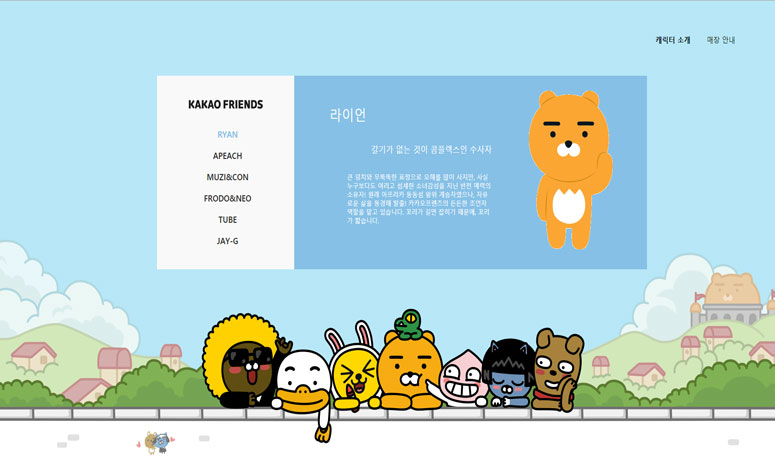 캐릭터 소개 매장 안내
KAKAO FRIENDS
RYAN
APEACH
MUZI&CON
FRODO&NEO
TUBE
JAY-G
라이언
갈기가 없는 것이 콤플렉스인 수사자
큰 덩치와 무뚝뚝한 표정으로 오해를 많이 사지만, 사실
누구보다도 여리고 섬세한 소녀감성을 지닌 반전 매력의
소유자! 원래 아프리카 둥둥섬 왕위 계승자였으나, 자유
로운 삶을 동경해 탈출! 카카오프렌즈의 든든한 조언자
역할을 맡고 있습니다. 꼬리가 길면 잡히기 때문에, 꼬리
가 짧습니다.